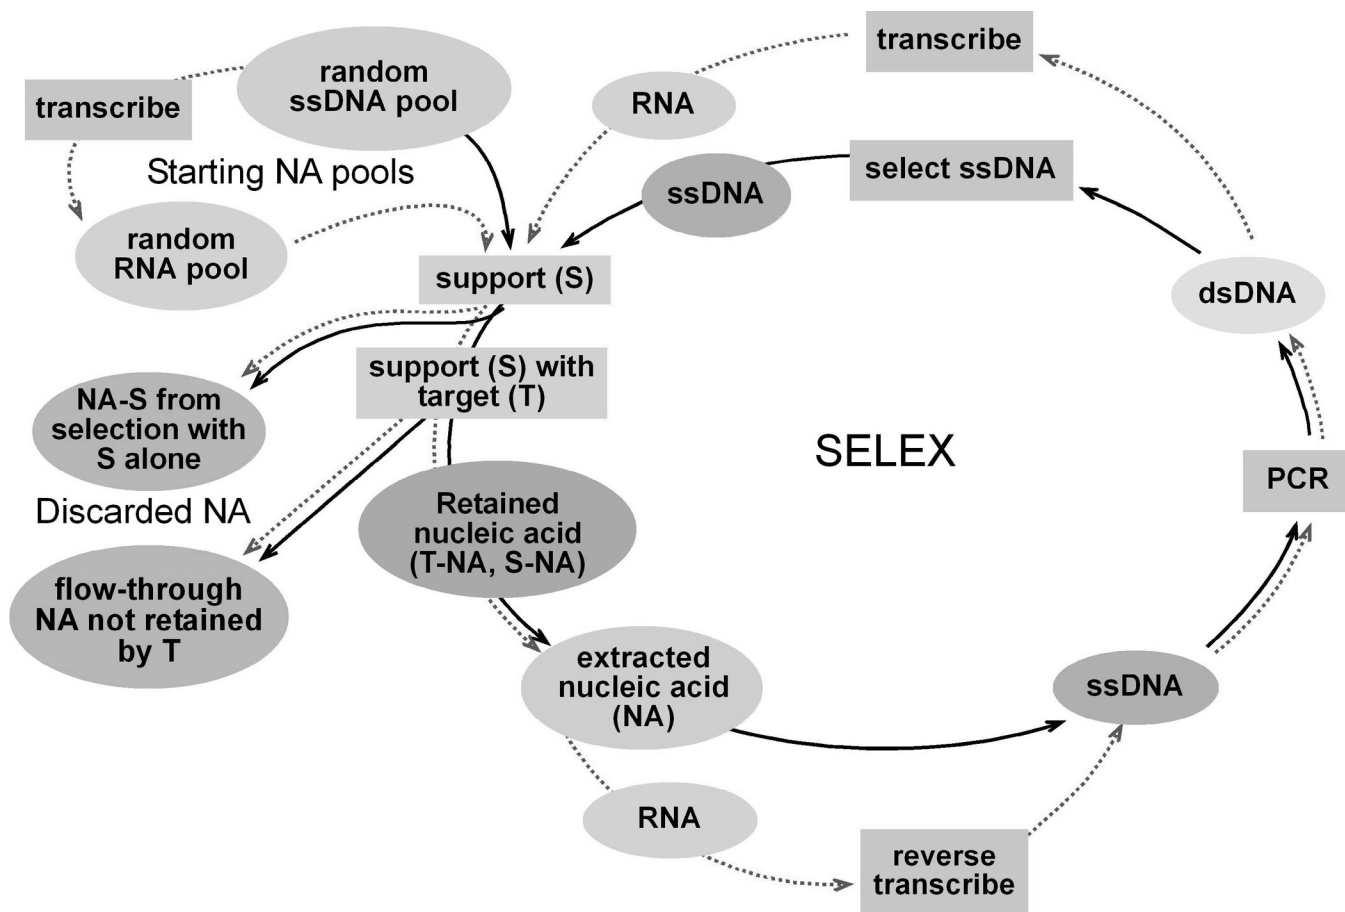 transcribe
random
ssDNA pool
Starting NA pools
random
RNA pool
RNA
transcribe
ssDNA
select ssDNA
support (S)
dsDNA
support (S) with
target (T)
NA-S from
selection with
S alone
Discarded NA
SELEX
PCR
Retained
nucleic acid
(T-NA, S-NA)
flow-through
NA not retained
by T
extracted
nucleic acid
(NA)
ssDNA
RNA
reverse
transcribe